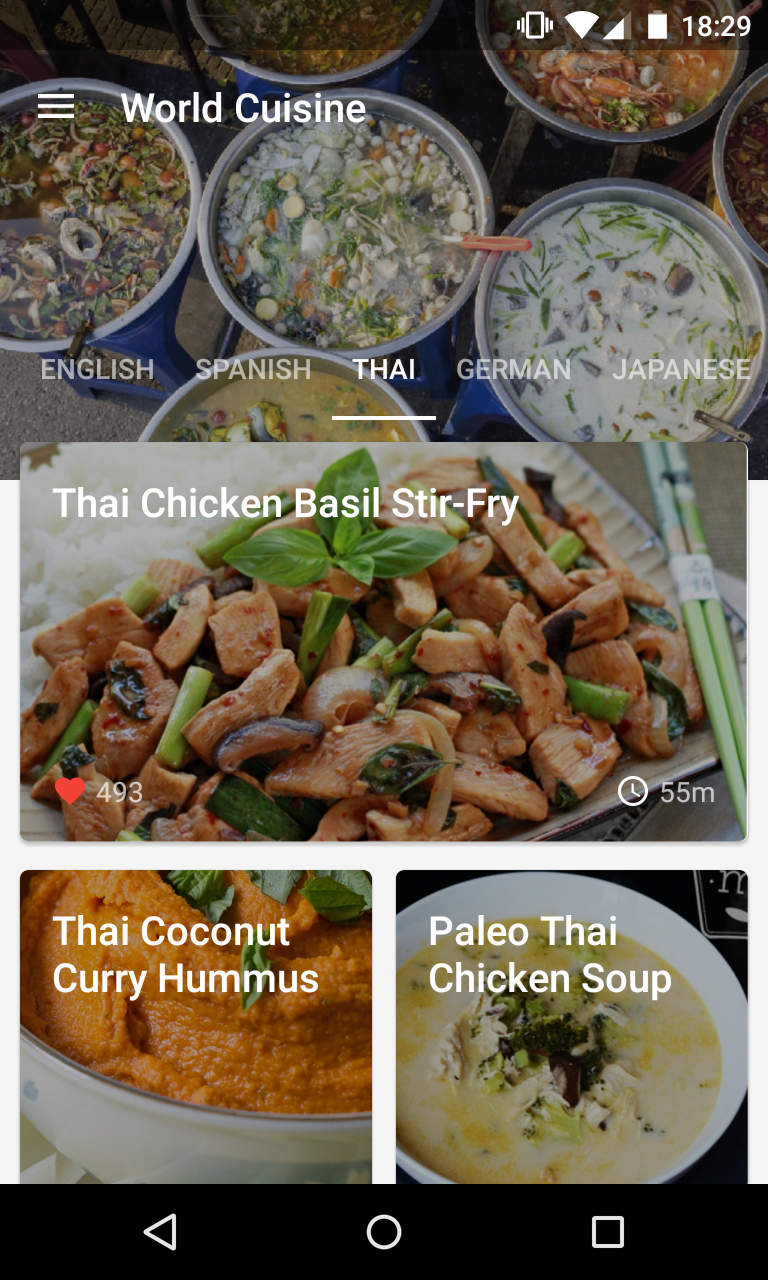 18:29
World Cuisine
ENGLISH SPANISH THAI GERMAN JAPANESE
Thai Chicken Basil Stir-Fry
493 55m
Thai Coconut
Curry Hummus
Paleo Thai
Chicken Soup